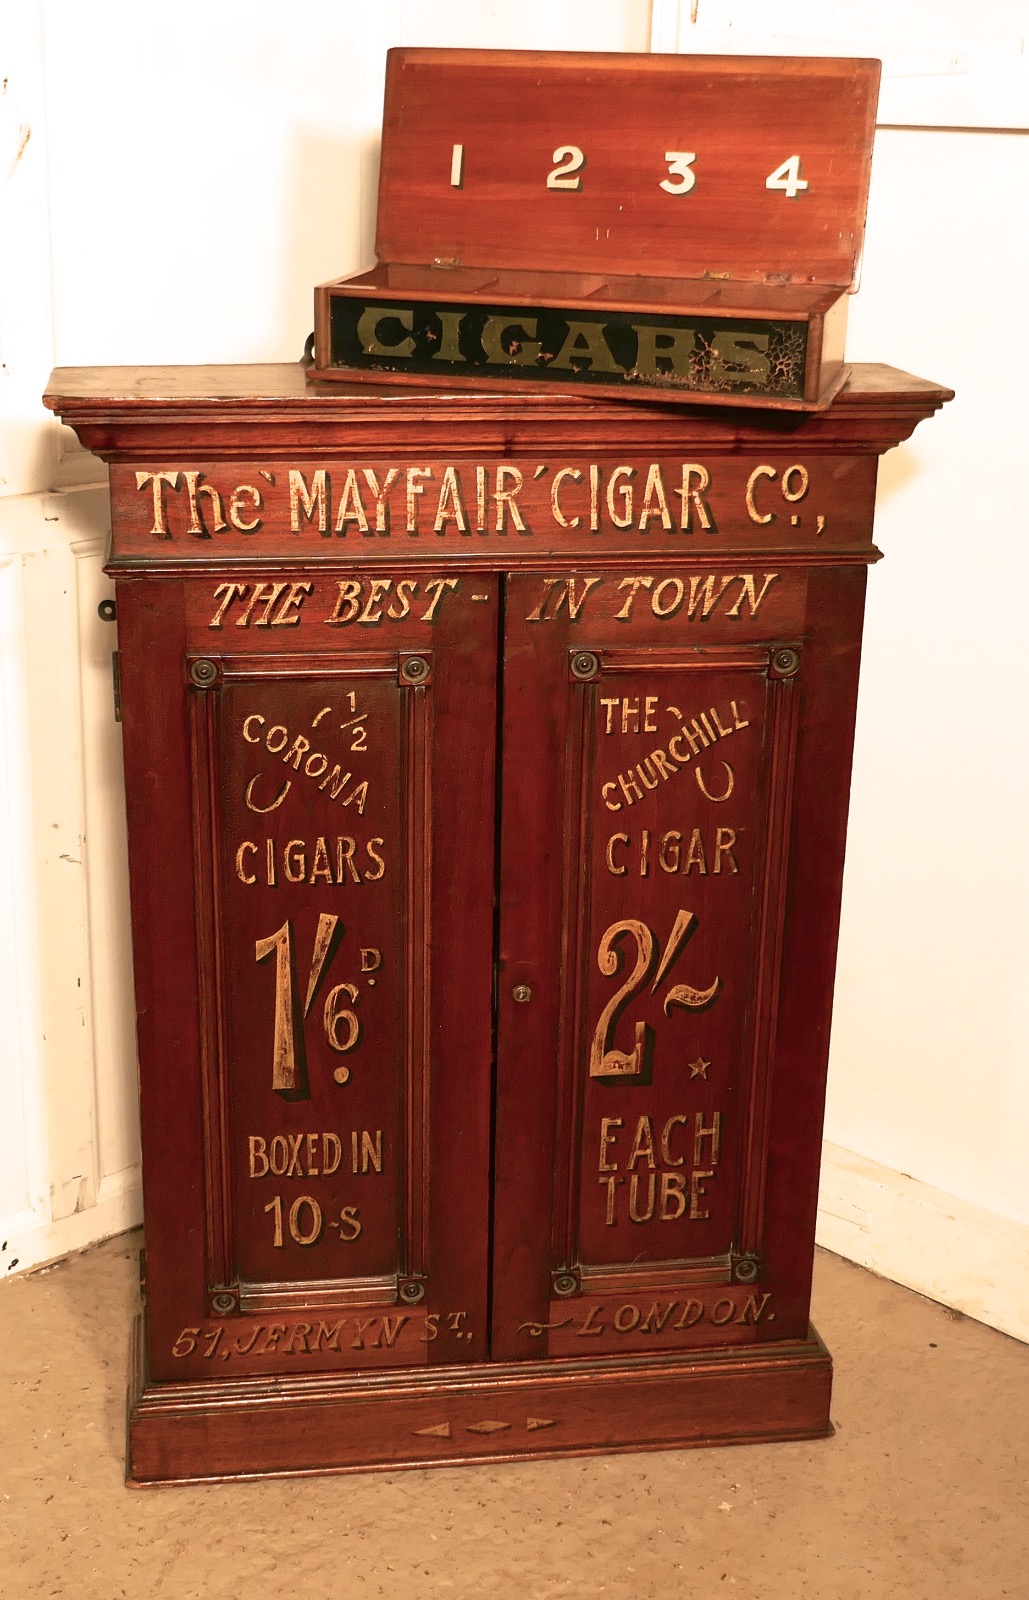 1 2 3 4
CIGARS
The 'MAYFAIR' CIGAR Co.,
THE BEST - IN TOWN
1/2
CORONA
CIGARS
1/6 D.
BOXED IN
10-S
THE
CHURCHILL
CIGAR
2/~
EACH
TUBE
51, JERMYN ST., ~ LONDON.